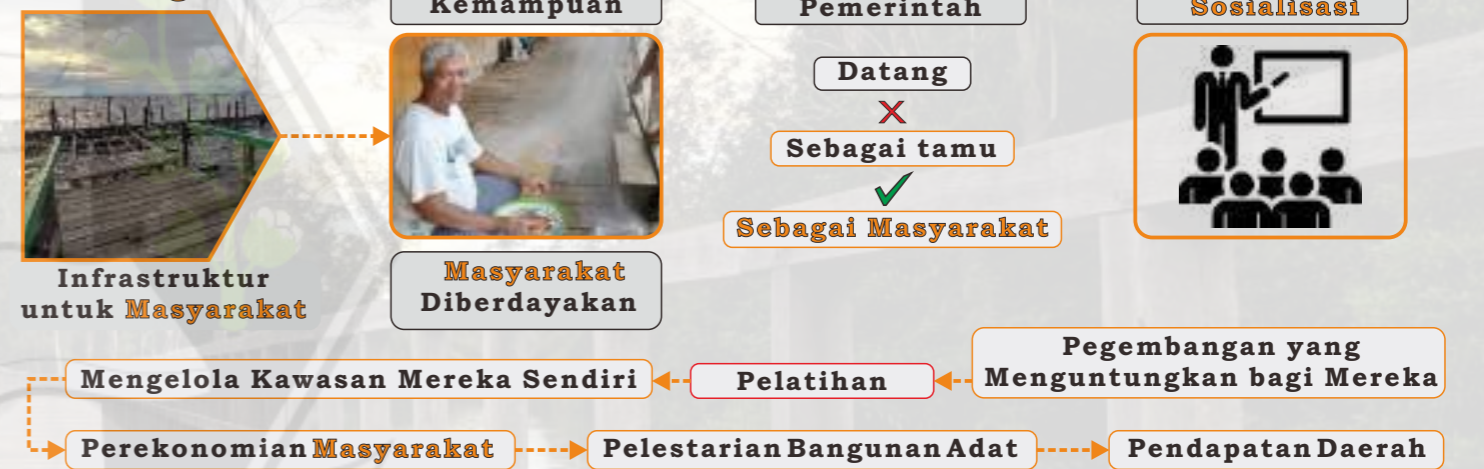 Kemampuan
Pemerintah
Sosialisasi
Datang
Sebagai tamu
Sebagai Masyarakat
Infrastruktur
untuk Masyarakat
Masyarakat
Diberdayakan
Pegembangan yang
Menguntungkan bagi Mereka
Pelatihan
Mengelola Kawasan Mereka Sendiri
Perekonomian Masyarakat
Pelestarian Bangunan Adat
Pendapatan Daerah